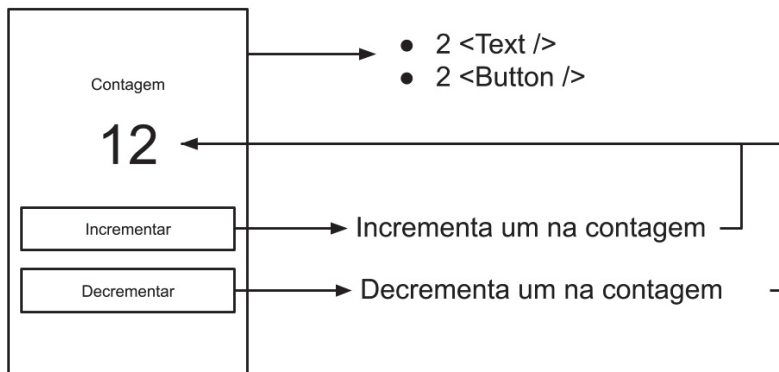 ● 2 <Text />
● 2 <Button />
Contagem
12
Incrementar
Incrementa um na contagem
Decrementar
Decrementa um na contagem